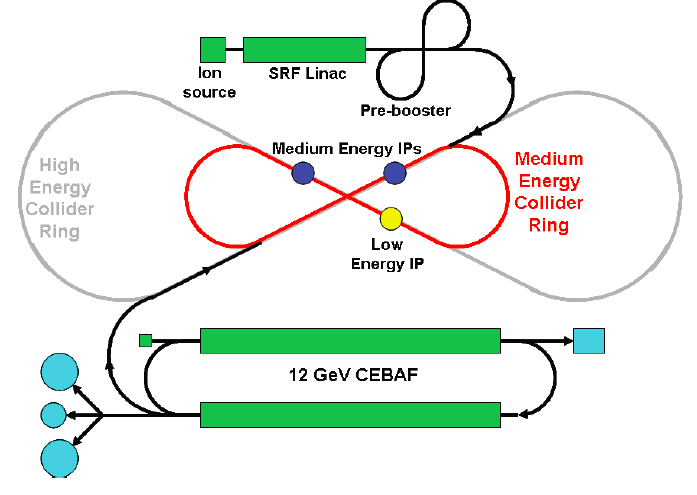 Ion
source
SRF Linac
Pre-booster
Medium Energy IPs
High
Energy
Collider
Ring
Medium
Energy
Collider
Ring
Low
Energy IP
12 GeV CEBAF